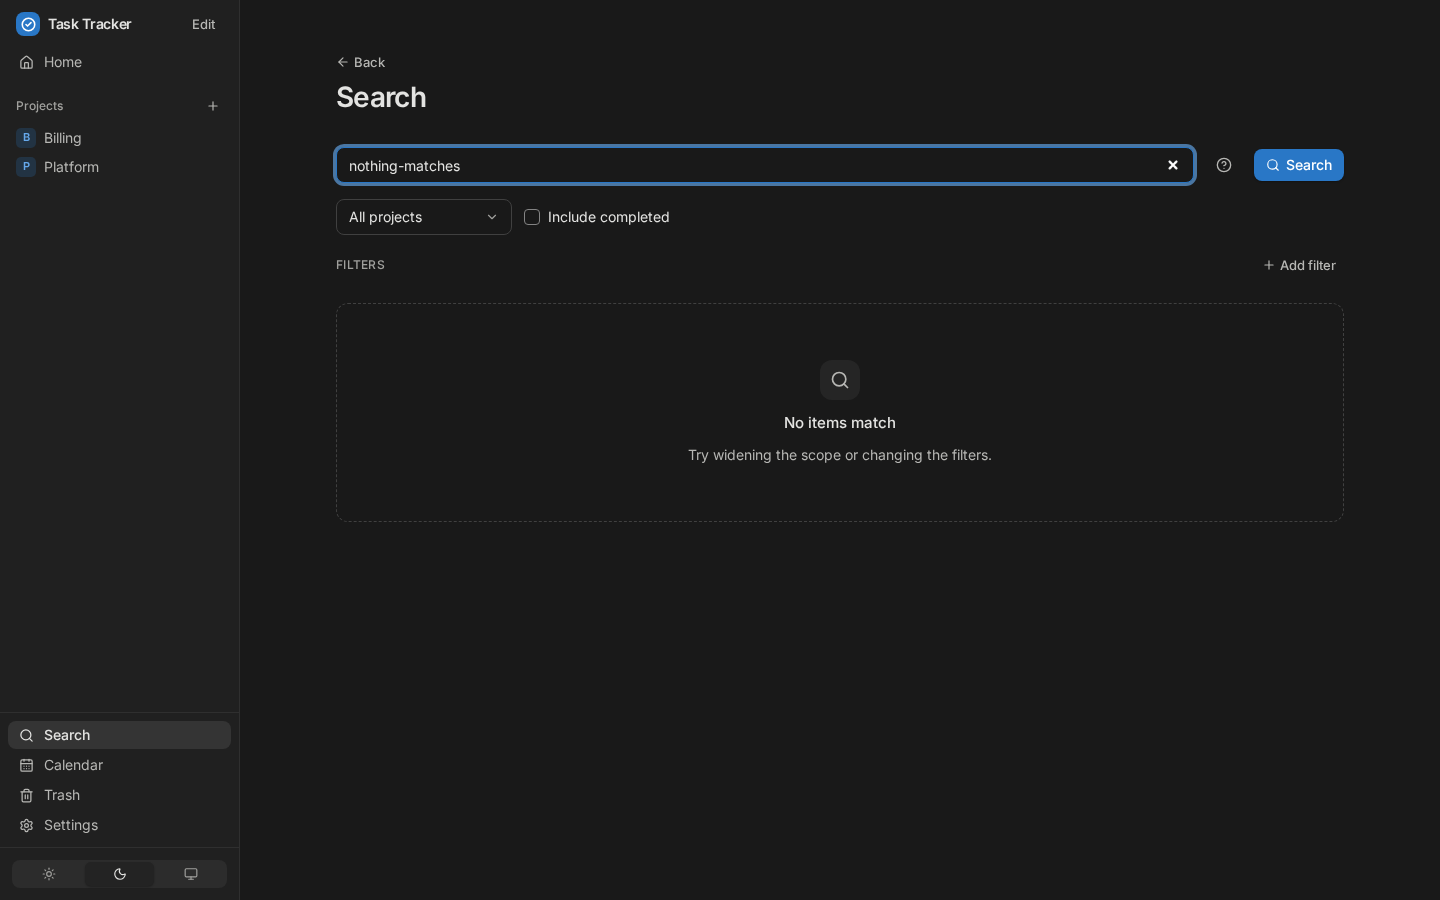 Task Tracker
Edit
Home
Projects
B Billing
P Platform
Search
Calendar
Trash
Settings
Back
Search
nothing-matches
Search
All projects
Include completed
FILTERS
Add filter
No items match
Try widening the scope or changing the filters.